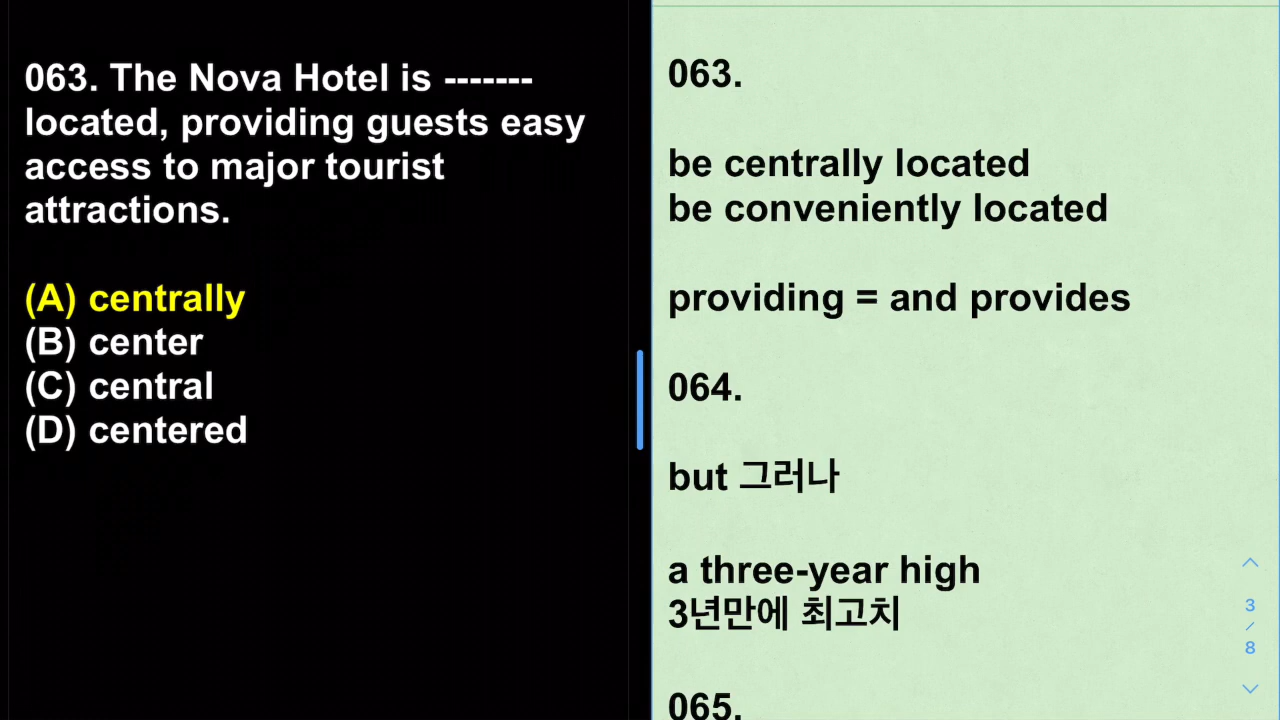 063. The Nova Hotel is -------
located, providing guests easy
access to major tourist
attractions.
(A) centrally
(B) center
(C) central
(D) centered
063.
be centrally located
be conveniently located
providing = and provides
064.
but 그러나
a three-year high
3년만에 최고치
065.
3
/
8